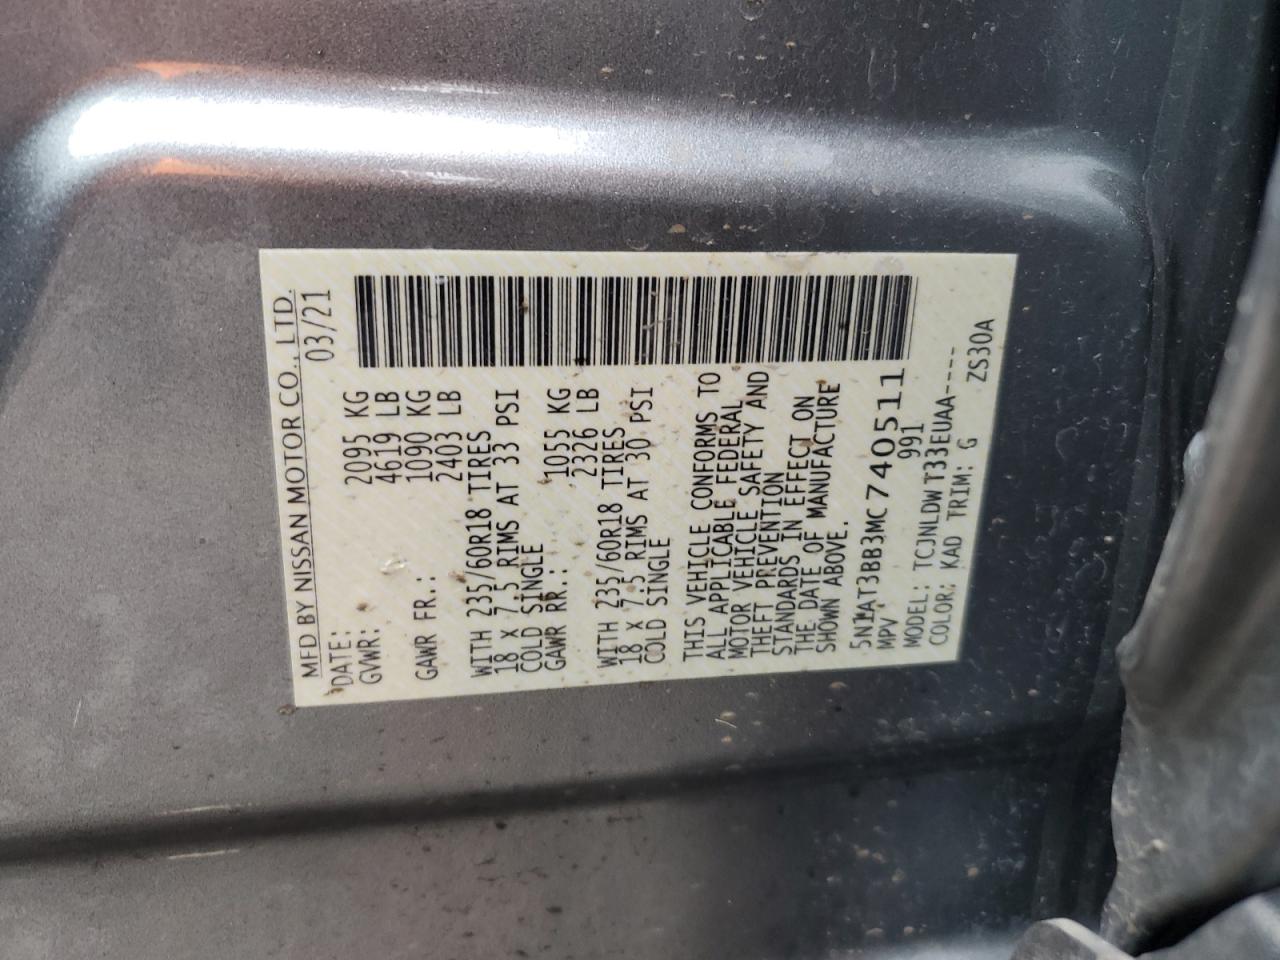 MFD BY NISSAN MOTOR CO., LTD.
DATE: 03/21
GVWR: 2095 KG
4619 LB
GAWR FR.: 1090 KG
2403 LB
WITH 235/60R18 TIRES
18 X 7.5 RIMS AT 33 PSI
COLD SINGLE
GAWR RR.: 1055 KG
2326 LB
WITH 235/60R18 TIRES
18 X 7.5 RIMS AT 30 PSI
COLD SINGLE
THIS VEHICLE CONFORMS TO
ALL APPLICABLE FEDERAL
MOTOR VEHICLE SAFETY AND
THEFT PREVENTION
STANDARDS IN EFFECT ON
THE DATE OF MANUFACTURE
SHOWN ABOVE.
5N1AT3BB3MC740511
MPV 991
MODEL: TCJNLDWT33EUAA----
COLOR: KAD TRIM: G ZS30A